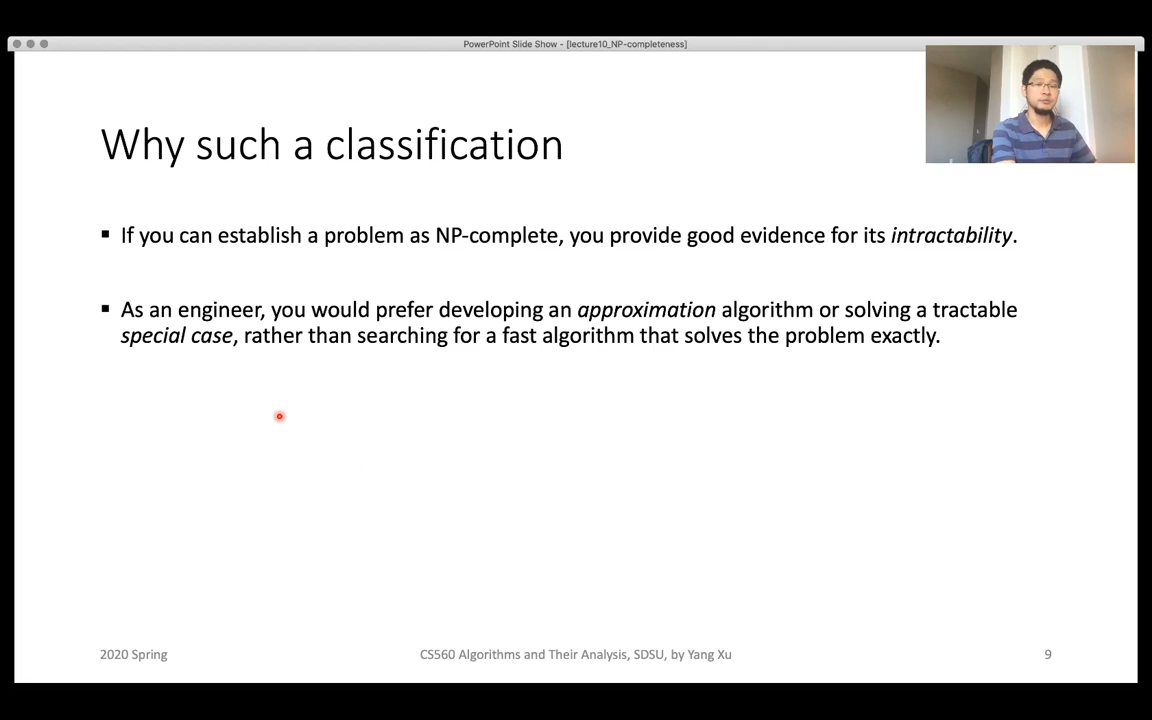 PowerPoint Slide Show - [lecture10_NP-completeness]
Why such a classification
▪ If you can establish a problem as NP-complete, you provide good evidence for its intractability.
▪ As an engineer, you would prefer developing an approximation algorithm or solving a tractable
special case, rather than searching for a fast algorithm that solves the problem exactly.
2020 Spring
CS560 Algorithms and Their Analysis, SDSU, by Yang Xu
9